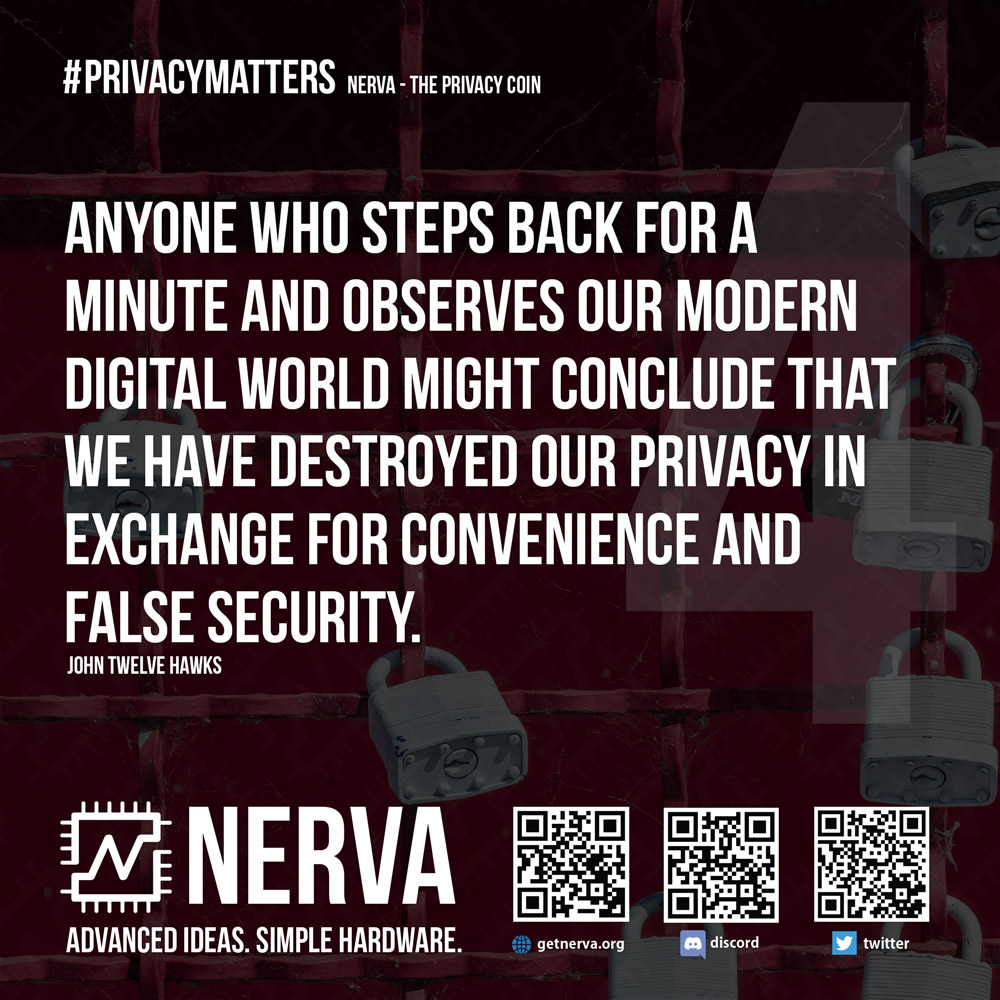 #PRIVACYMATTERS NERVA - THE PRIVACY COIN
4
ANYONE WHO STEPS BACK FOR A
MINUTE AND OBSERVES OUR MODERN
DIGITAL WORLD MIGHT CONCLUDE THAT
WE HAVE DESTROYED OUR PRIVACY IN
EXCHANGE FOR CONVENIENCE AND
FALSE SECURITY.
JOHN TWELVE HAWKS
NERVA
ADVANCED IDEAS. SIMPLE HARDWARE.
getnerva.org
discord
twitter